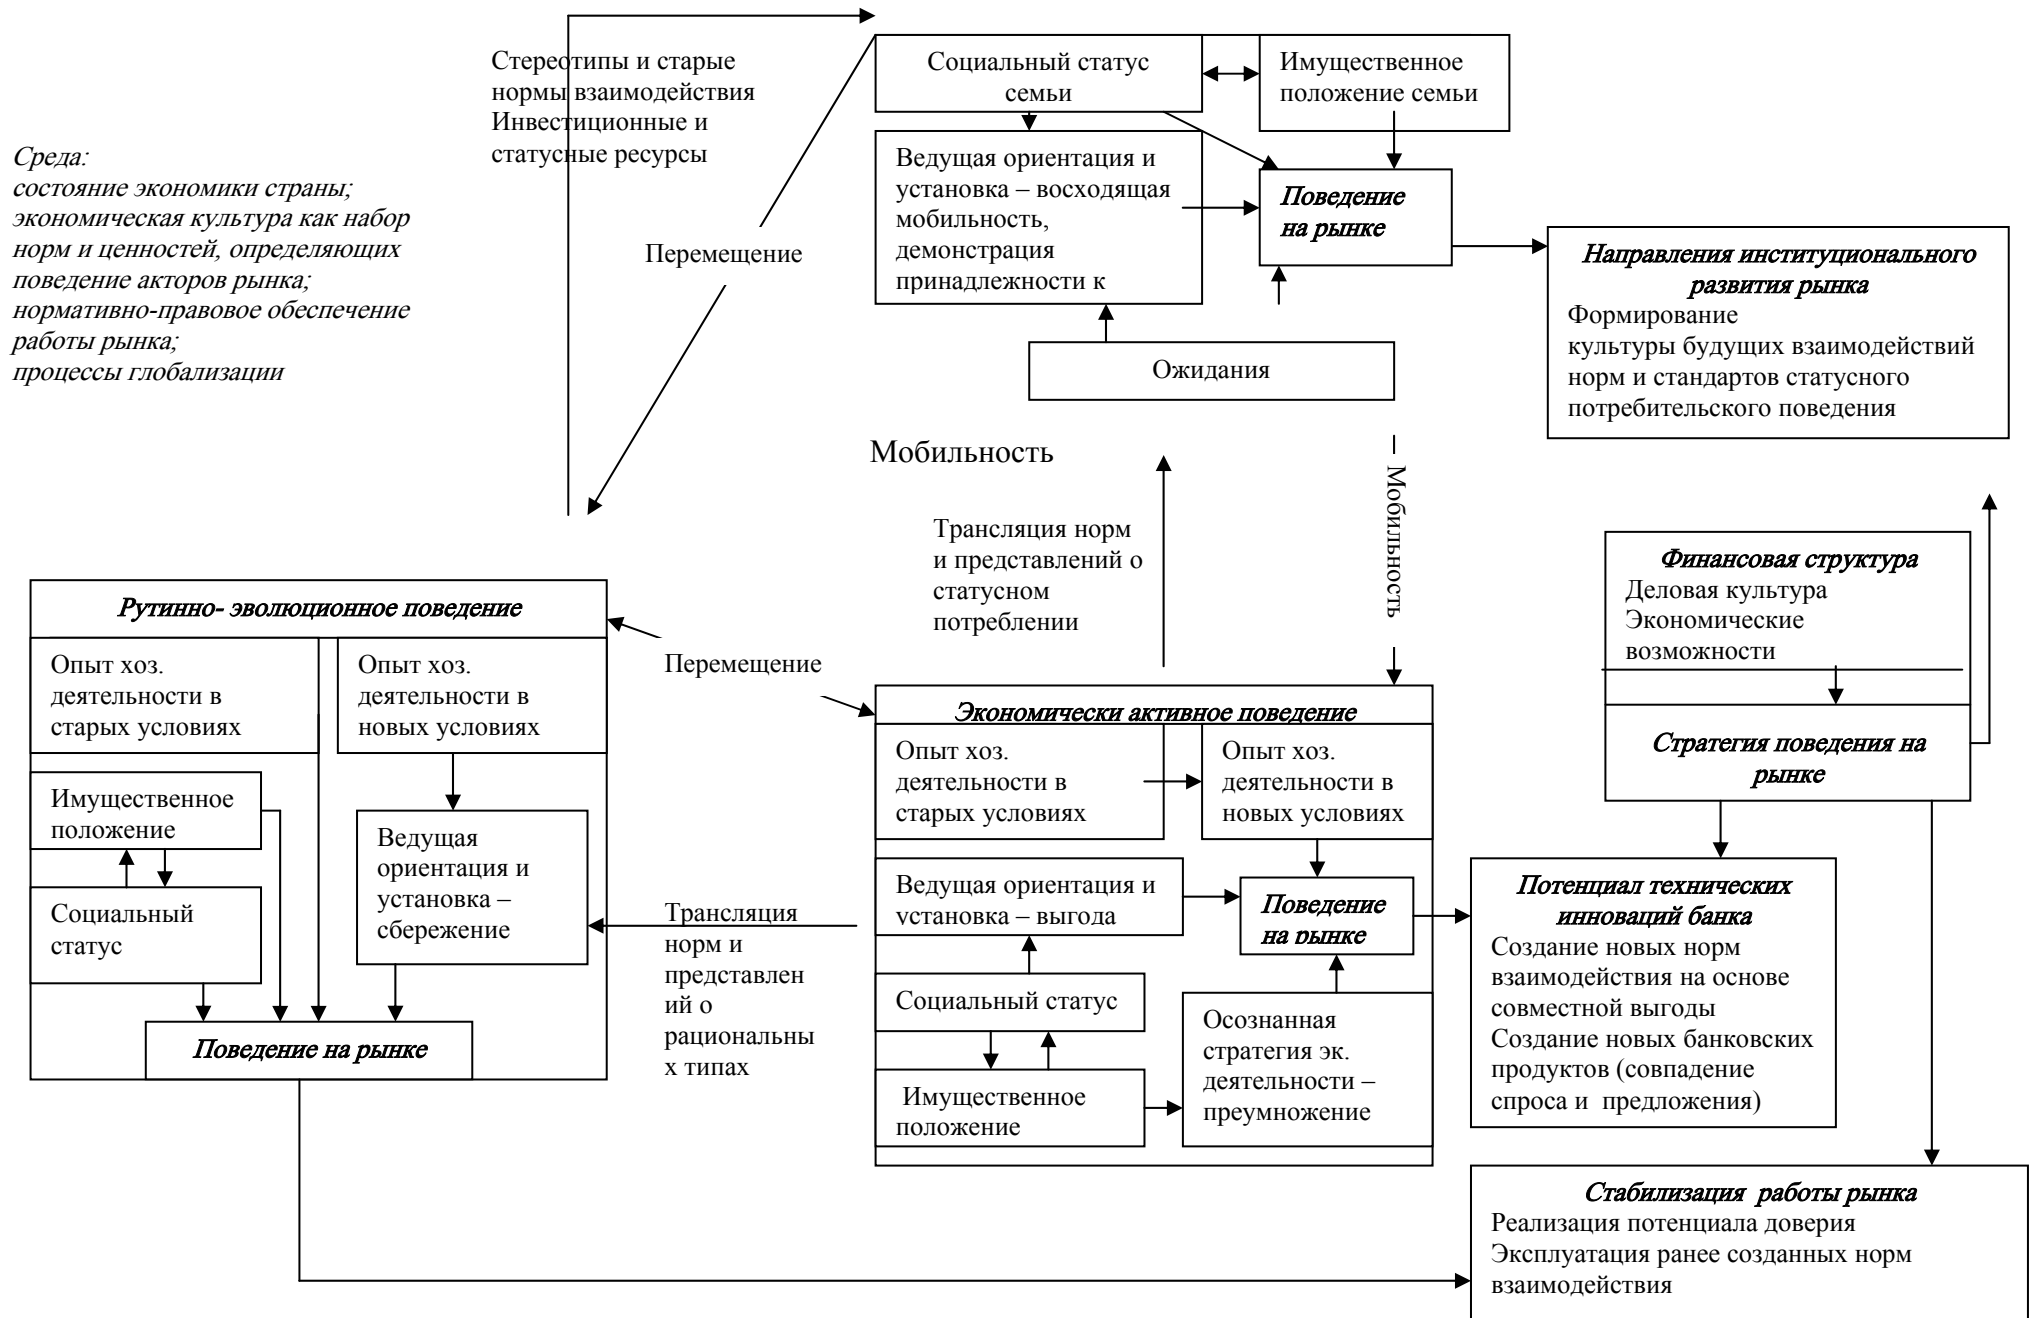 Стереотипы и старые
нормы взаимодействия
Инвестиционные и
статусные ресурсы
Социальный статус
семьи
Имущественное
положение семьи
Среда:
состояние экономики страны;
экономическая культура как набор
норм и ценностей, определяющих
поведение акторов рынка;
нормативно-правовое обеспечение
работы рынка;
процессы глобализации
Перемещение
Ведущая ориентация и
установка – восходящая
мобильность,
демонстрация
принадлежности к
Поведение
на рынке
Направления институционального
развития рынка
Формирование
культуры будущих взаимодействий
норм и стандартов статусного
потребительского поведения
Ожидания
Мобильность
Мобильность
Трансляция норм
и представлений о
статусном
потреблении
Финансовая структура
Деловая культура
Экономические
возможности
Стратегия поведения на
рынке
Рутинно- эволюционное поведение
Опыт хоз.
деятельности в
старых условиях
Опыт хоз.
деятельности в
новых условиях
Имущественное
положение
Социальный
статус
Ведущая
ориентация и
установка –
сбережение
Поведение на рынке
Перемещение
Трансляция
норм и
представлен
ий о
рациональны
х типах
Экономически активное поведение
Опыт хоз.
деятельности в
старых условиях
Опыт хоз.
деятельности в
новых условиях
Ведущая ориентация и
установка – выгода
Поведение
на рынке
Социальный статус
Имущественное
положение
Осознанная
стратегия эк.
деятельности –
преумножение
Потенциал технических
инноваций банка
Создание новых норм
взаимодействия на основе
совместной выгоды
Создание новых банковских
продуктов (совпадение
спроса и предложения)
Стабилизация работы рынка
Реализация потенциала доверия
Эксплуатация ранее созданных норм
взаимодействия